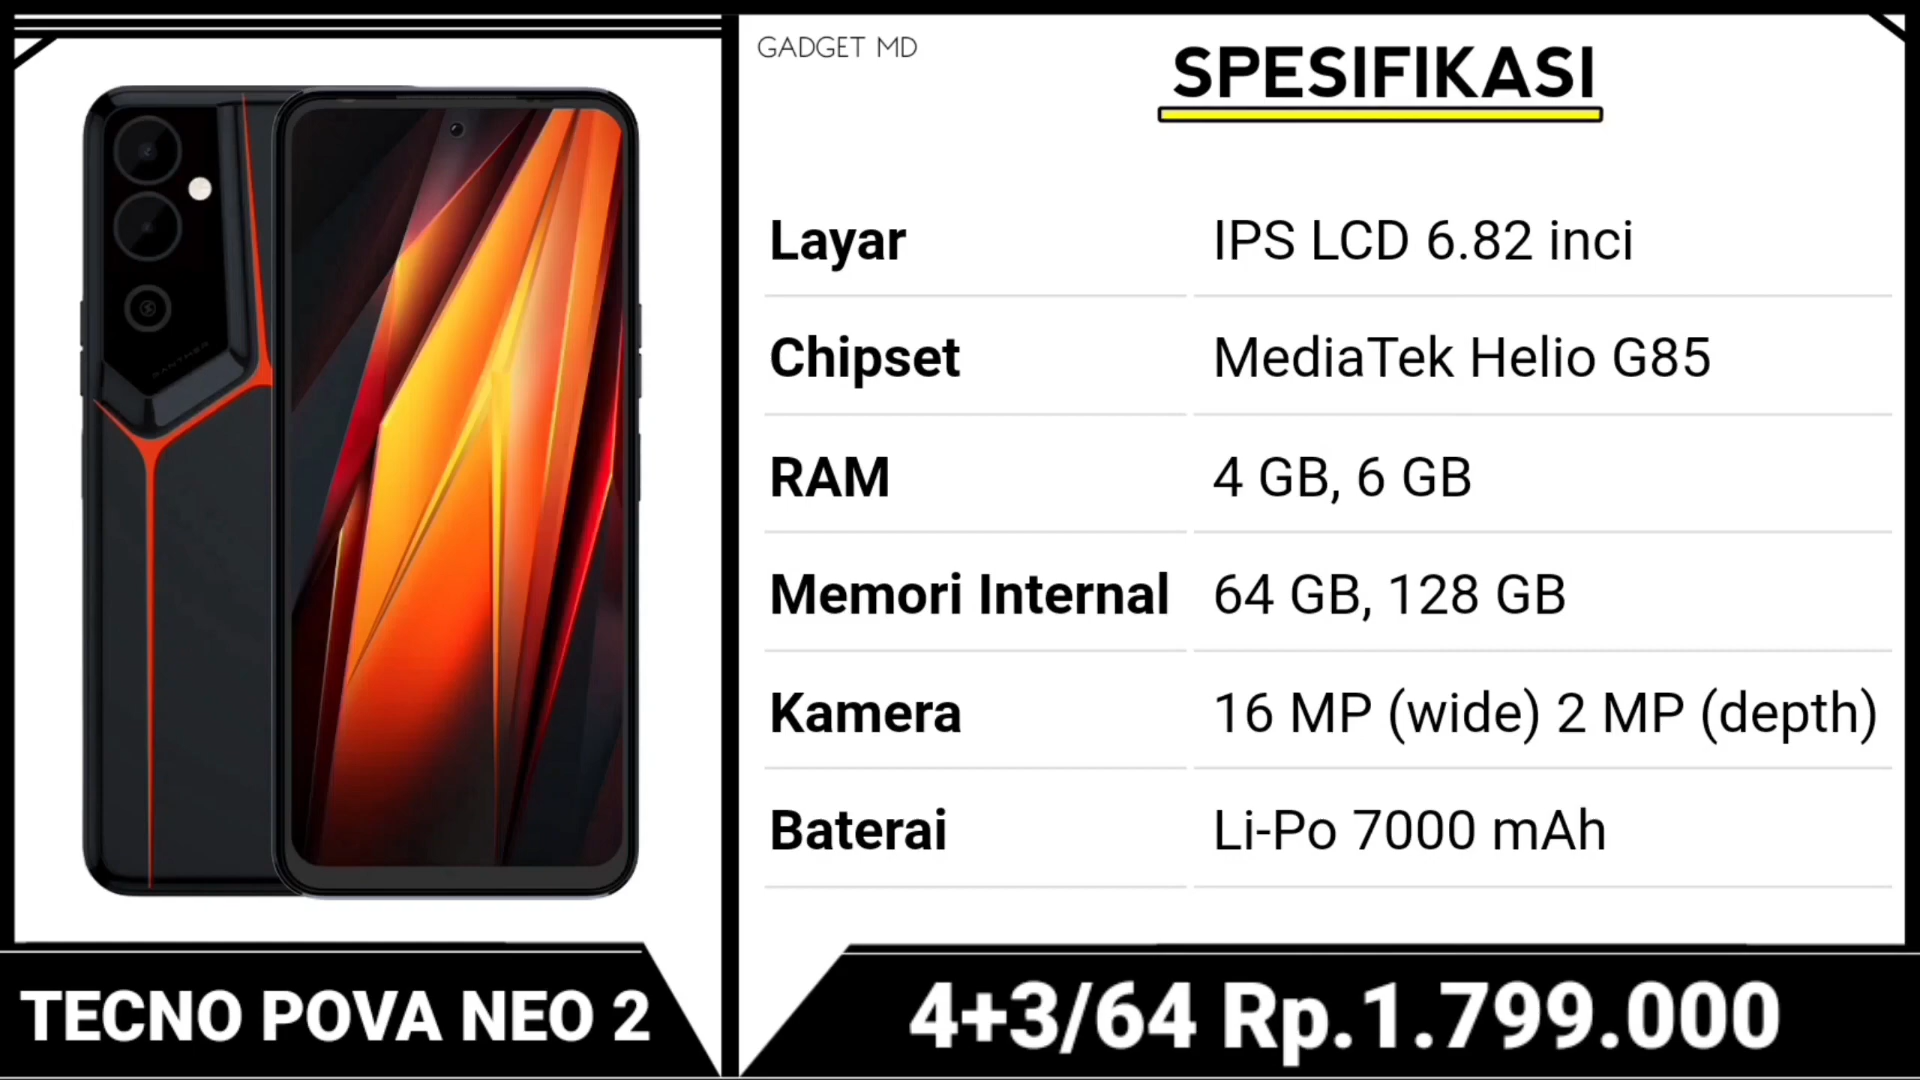 GADGET MD
SPESIFIKASI
Layar IPS LCD 6.82 inci
Chipset MediaTek Helio G85
RAM 4 GB, 6 GB
Memori Internal 64 GB, 128 GB
Kamera 16 MP (wide) 2 MP (depth)
Baterai Li-Po 7000 mAh
PANTHER
TECNO POVA NEO 2
4+3/64 Rp.1.799.000